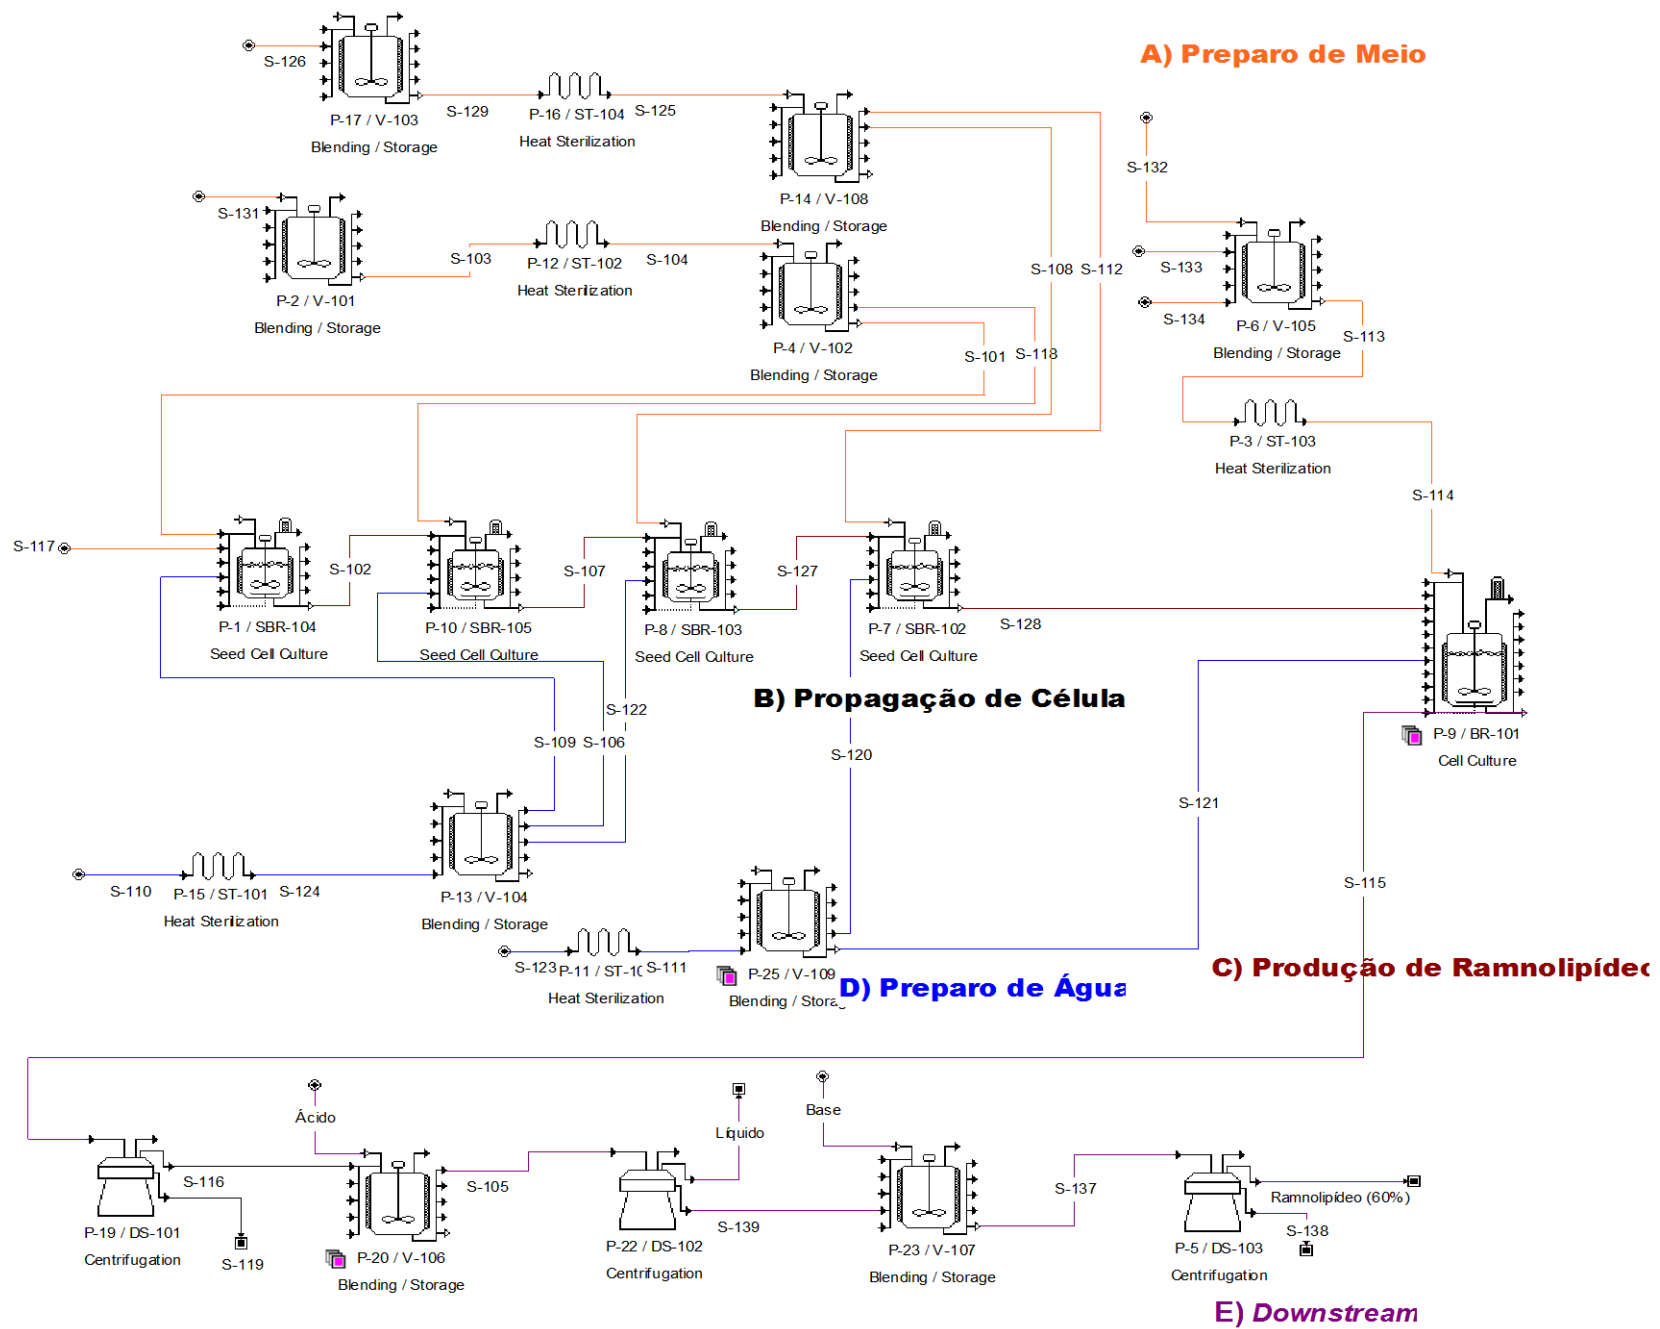 A) Preparo de Meio
S-126
P-17 / V-103
Blending / Storage
S-129
P-16 / ST-104
Heat Sterilization
S-125
P-14 / V-108
Blending / Storage
S-132
S-131
P-2 / V-101
Blending / Storage
S-103
P-12 / ST-102
Heat Sterilization
S-104
P-4 / V-102
Blending / Storage
S-108
S-112
S-101
S-118
S-133
S-134
P-6 / V-105
Blending / Storage
S-113
P-3 / ST-103
Heat Sterilization
S-114
S-117
P-1 / SBR-104
Seed Cell Culture
S-102
P-10 / SBR-105
Seed Cell Culture
S-107
P-8 / SBR-103
Seed Cell Culture
S-127
P-7 / SBR-102
Seed Cell Culture
S-128
B) Propagação de Célula
P-9 / BR-101
Cell Culture
S-122
S-109
S-106
S-120
S-121
S-115
S-110
P-15 / ST-101
Heat Sterilization
S-124
P-13 / V-104
Blending / Storage
S-123
P-11 / ST-10
Heat Sterilization
S-111
P-25 / V-109
Blending / Storag
D) Preparo de Água
C) Produção de Ramnolipídeo
Ácido
Líquido
Base
S-116
P-19 / DS-101
Centrifugation
S-119
P-20 / V-106
Blending / Storage
S-105
P-22 / DS-102
Centrifugation
S-139
P-23 / V-107
Blending / Storage
S-137
P-5 / DS-103
Centrifugation
Ramnolipídeo (60%)
S-138
E) Downstream